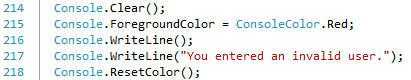 214 Console.Clear();
215 Console.ForegroundColor = ConsoleColor.Red;
216 Console.WriteLine();
217 Console.WriteLine("You entered an invalid user.");
218 Console.ResetColor();